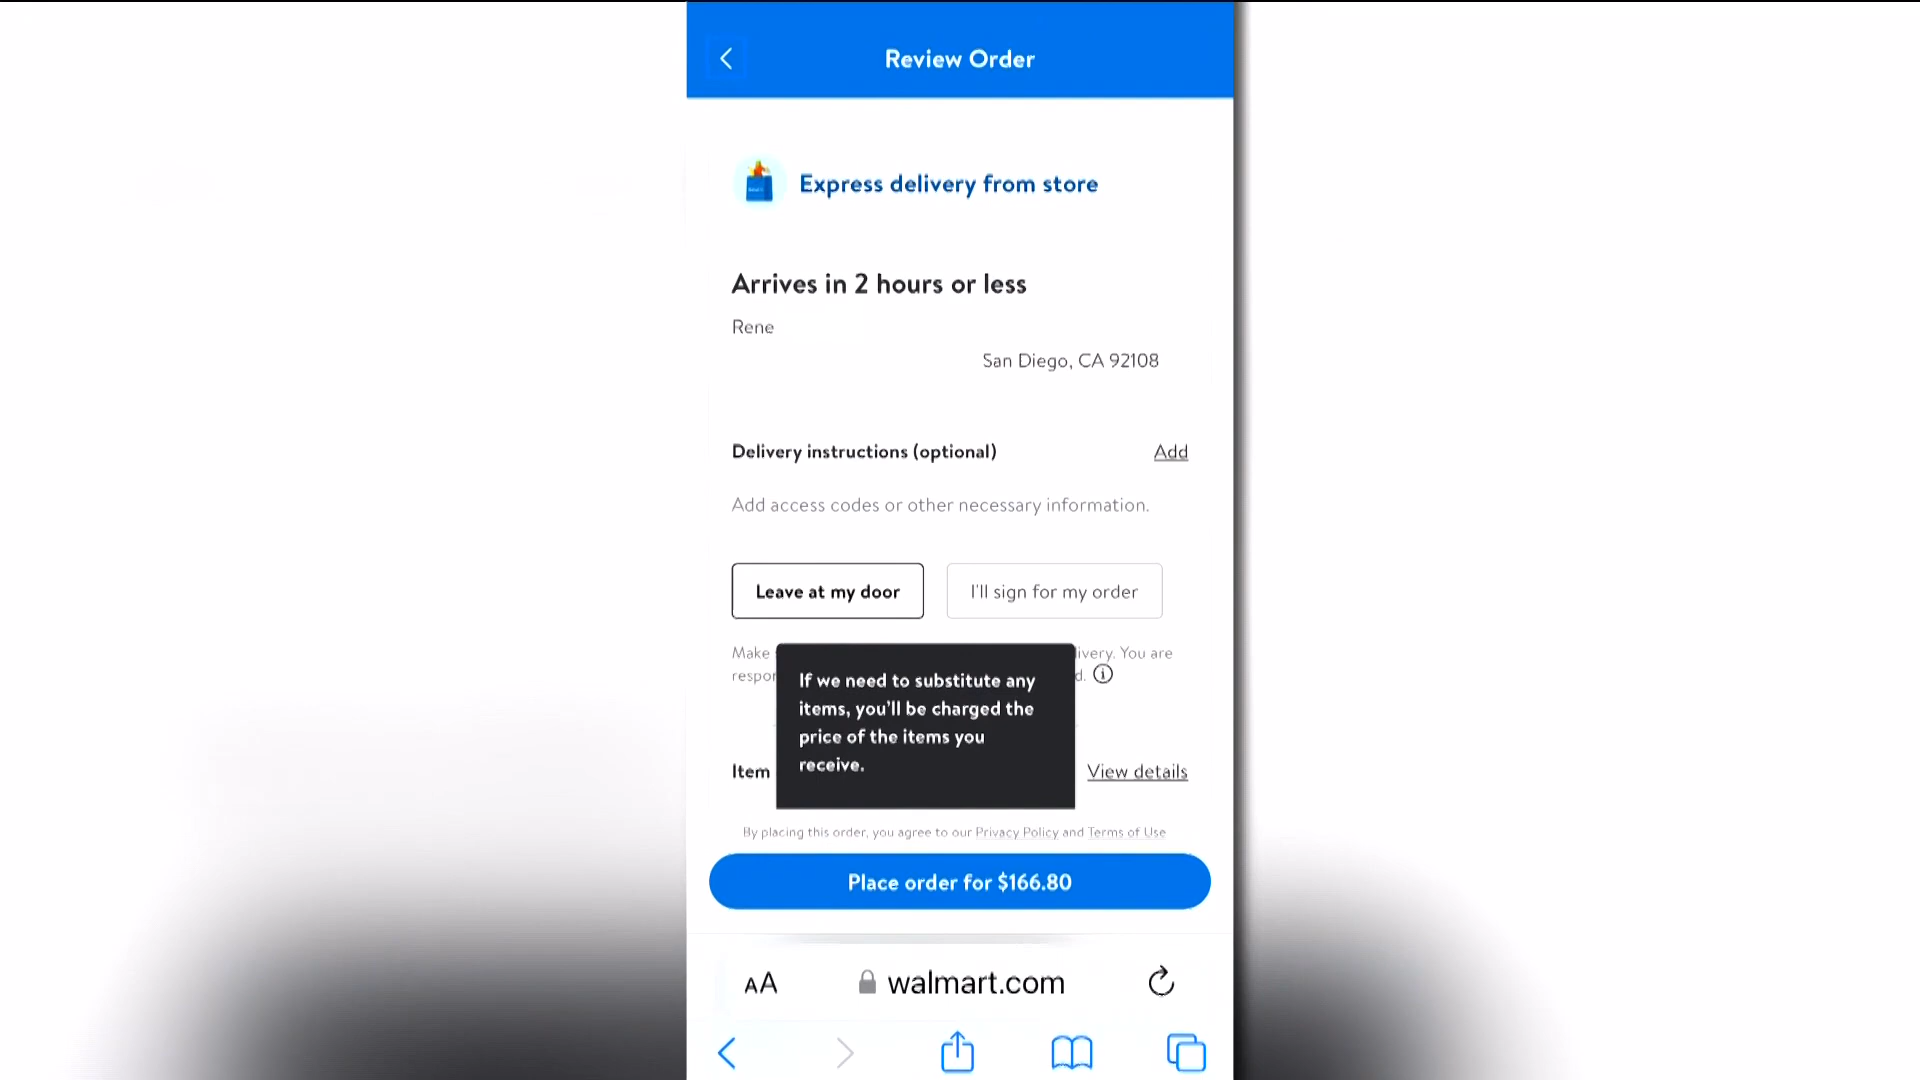 Review Order
Express delivery from store
Arrives in 2 hours or less
Rene
San Diego, CA 92108
Delivery instructions (optional) Add
Add access codes or other necessary information.
Leave at my door I'll sign for my order
Make ivery. You are
respon d.
If we need to substitute any
items, you'll be charged the
price of the items you
receive.
Item View details
By placing this order, you agree to our Privacy Policy and Terms of Use
Place order for $166.80
AA walmart.com